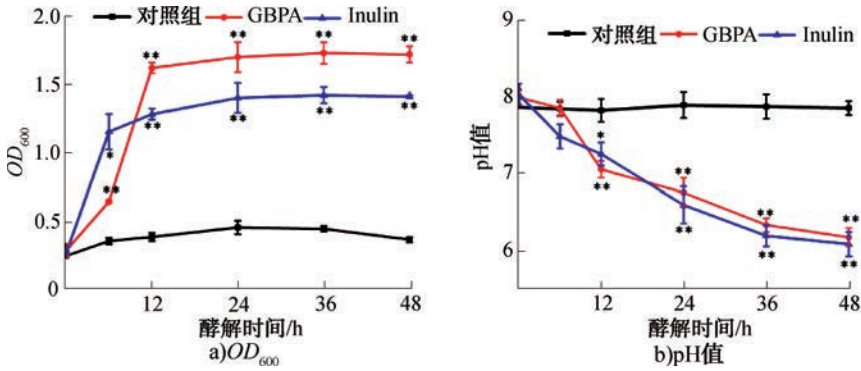 对照组 GBPA Inulin
2.0
1.5
1.0
0.5
0
OD600
** ** ** **
* ** ** ** **
**
12 24 36 48
酵解时间/h
a)OD600
对照组 GBPA Inulin
9
8
7
6
pH值
* ** ** **
** ** ** **
12 24 36 48
酵解时间/h
b)pH值